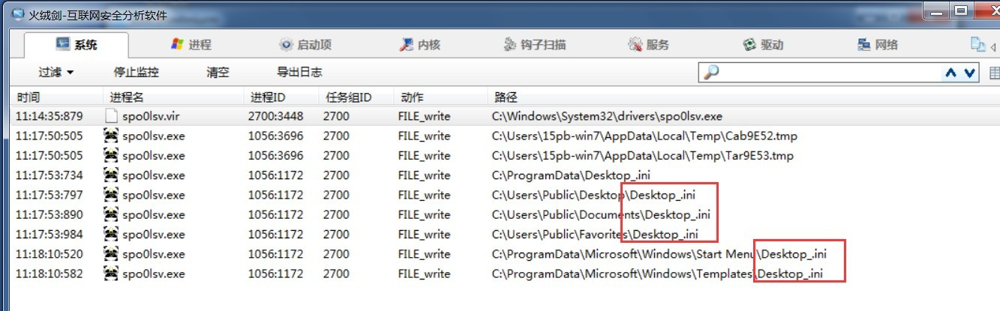 火绒剑-互联网安全分析软件
系统 进程 启动项 内核 钩子扫描 服务 驱动 网络
过滤 停止监控 清空 导出日志
时间 进程名 进程ID 任务组ID 动作 路径
11:14:35:879 spo0lsv.vir 2700:3448 2700 FILE_write C:\Windows\System32\drivers\spo0lsv.exe
11:17:50:505 spo0lsv.exe 1056:3696 2700 FILE_write C:\Users\15pb-win7\AppData\Local\Temp\Cab9E52.tmp
11:17:50:505 spo0lsv.exe 1056:3696 2700 FILE_write C:\Users\15pb-win7\AppData\Local\Temp\Tar9E53.tmp
11:17:53:734 spo0lsv.exe 1056:1172 2700 FILE_write C:\ProgramData\Desktop_.ini
11:17:53:797 spo0lsv.exe 1056:1172 2700 FILE_write C:\Users\Public\Desktop\Desktop_.ini
11:17:53:890 spo0lsv.exe 1056:1172 2700 FILE_write C:\Users\Public\Documents\Desktop_.ini
11:17:53:984 spo0lsv.exe 1056:1172 2700 FILE_write C:\Users\Public\Favorites\Desktop_.ini
11:18:10:520 spo0lsv.exe 1056:1172 2700 FILE_write C:\ProgramData\Microsoft\Windows\Start Menu\Desktop_.ini
11:18:10:582 spo0lsv.exe 1056:1172 2700 FILE_write C:\ProgramData\Microsoft\Windows\Templates\Desktop_.ini